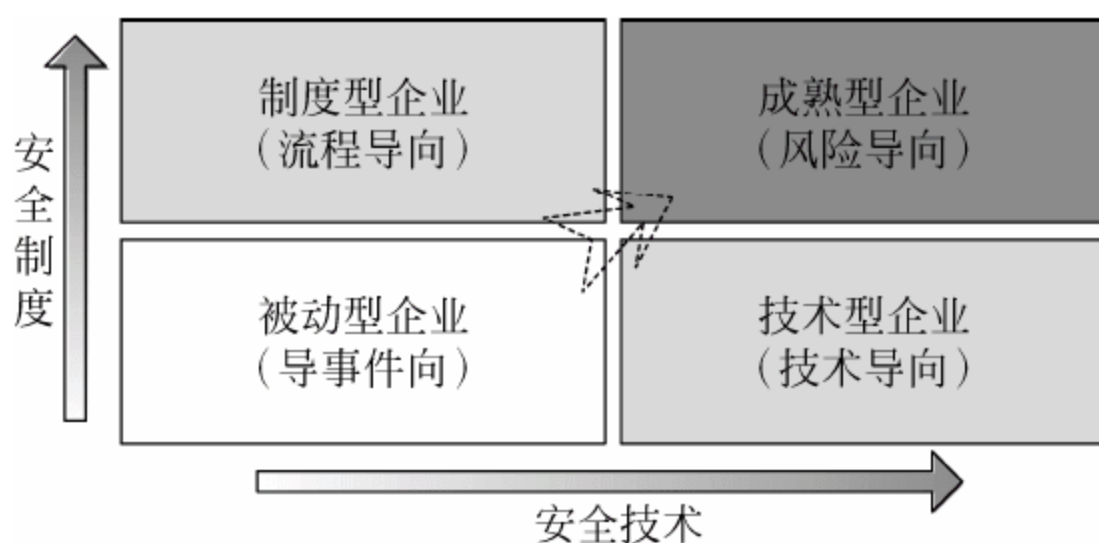 安全制度
制度型企业
（流程导向）
成熟型企业
（风险导向）
被动型企业
（导事件向）
技术型企业
（技术导向）
安全技术